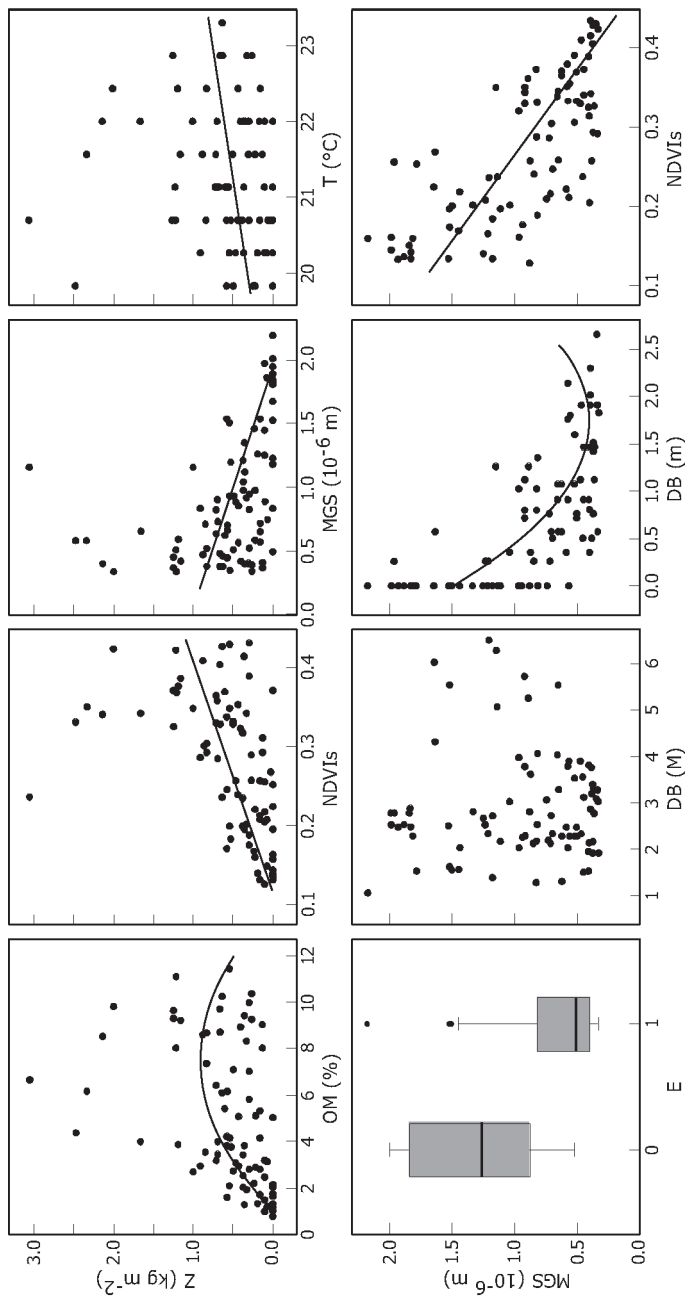 3.0
2.0
1.0
0.0
Z (kg m-2)
0 2 4 6 8 10 12
OM (%)
0.1 0.2 0.3 0.4
NDVIs
0.0 0.5 1.0 1.5 2.0
MGS (10-6 m)
20 21 22 23
T (°C)
2.0
1.5
1.0
0.5
MGS (10-6 m)
0 1
E
1 2 3 4 5 6
DB (M)
0.0 0.5 1.0 1.5 2.0 2.5
DB (m)
0.1 0.2 0.3 0.4
NDVIs